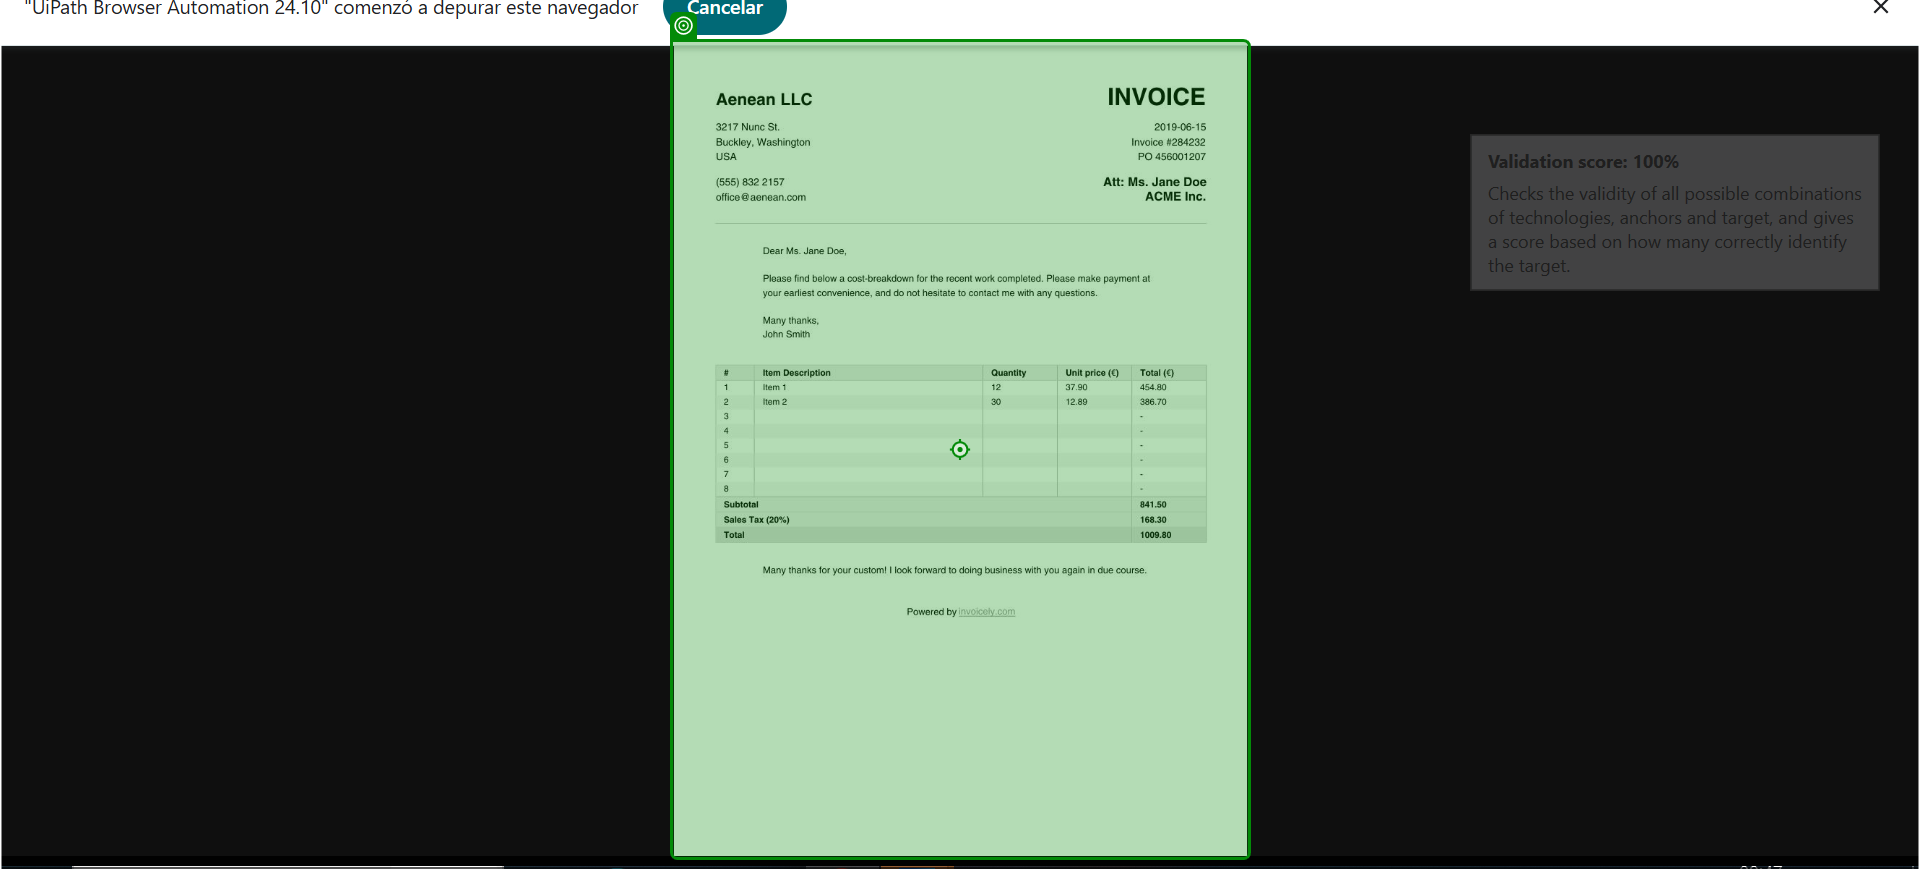 "UiPath Browser Automation 24.10" comenzó a depurar este navegador
Cancelar
Aenean LLC
INVOICE
3217 Nunc St.
2019-06-15
Buckley, Washington
Invoice #284232
USA
PO 456001207
(555) 832 2157
Att: Ms. Jane Doe
office@aenean.com
ACME Inc.
Validation score: 100%
Checks the validity of all possible combinations
of technologies, anchors and target, and gives
a score based on how many correctly identify
the target.
Dear Ms. Jane Doe,
Please find below a cost-breakdown for the recent work completed. Please make payment at
your earliest convenience, and do not hesitate to contact me with any questions.
Many thanks,
John Smith
# Item Description Quantity Unit price (€) Total (€)
1 Item 1 12 37.90 454.80
2 Item 2 30 12.89 386.70
3 -
4 -
5 -
6 -
7 -
8 -
Subtotal 841.50
Sales Tax (20%) 168.30
Total 1009.80
Many thanks for your custom! I look forward to doing business with you again in due course.
Powered by invoicely.com